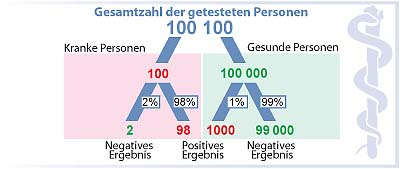 Gesamtzahl der getesteten Personen
100 100
Kranke Personen Gesunde Personen
100 100 000
2% 98% 1% 99%
2 98 1000 99 000
Negatives Positives Negatives
Ergebnis Ergebnis Ergebnis